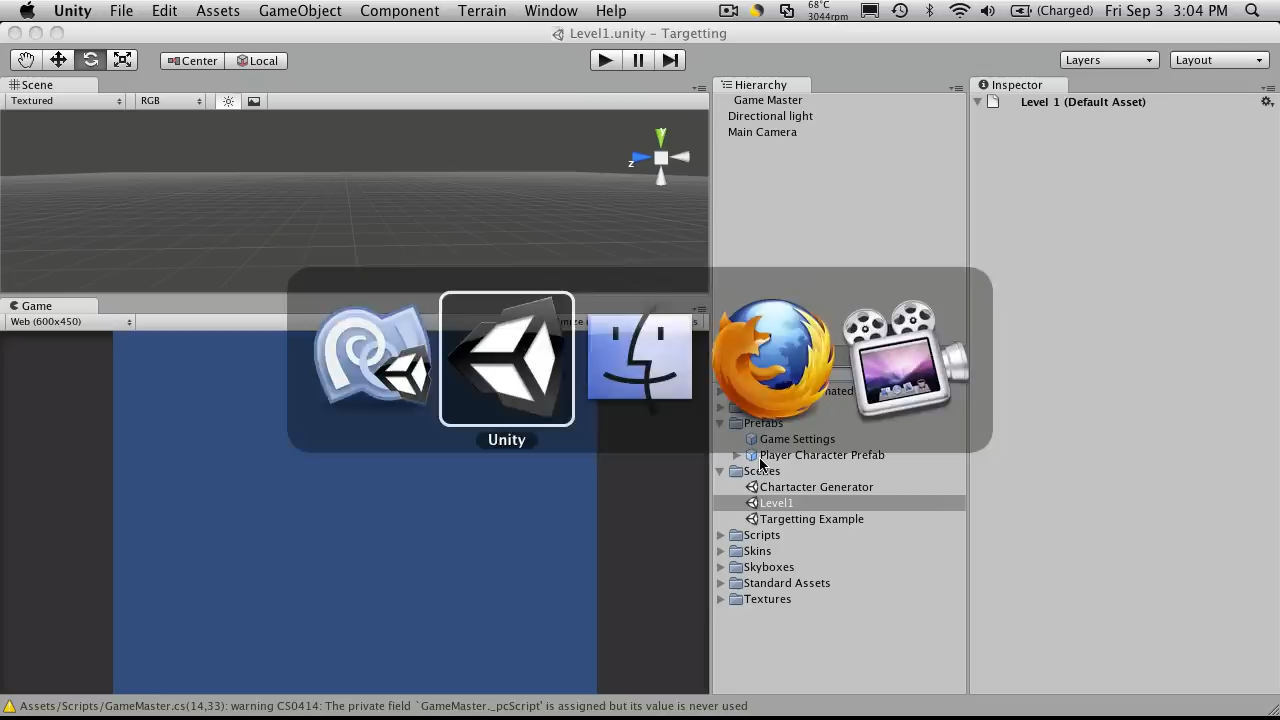 Unity File Edit Assets GameObject Component Terrain Window Help 68°C 3044rpm (Charged) Fri Sep 3 3:04 PM
Level1.unity - Targetting
Center Local Layers Layout
Scene Hierarchy Inspector
Textured RGB
Game Master
Level 1 (Default Asset)
Directional light
Main Camera
Y
z
Game
Web (600x450)
Prefabs
Game Settings
Unity
Player Character Prefab
Scenes
Chartacter Generator
Level1
Targetting Example
Scripts
Skins
Skyboxes
Standard Assets
Textures
Assets/Scripts/GameMaster.cs(14,33): warning CS0414: The private field `GameMaster._pcScript' is assigned but its value is never used